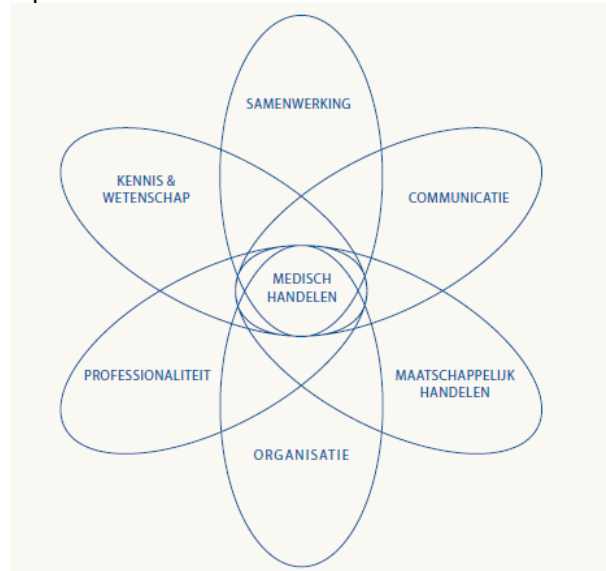 SAMENWERKING
KENNIS &
WETENSCHAP
COMMUNICATIE
MEDISCH
HANDELEN
PROFESSIONALITEIT
MAATSCHAPPELIJK
HANDELEN
ORGANISATIE